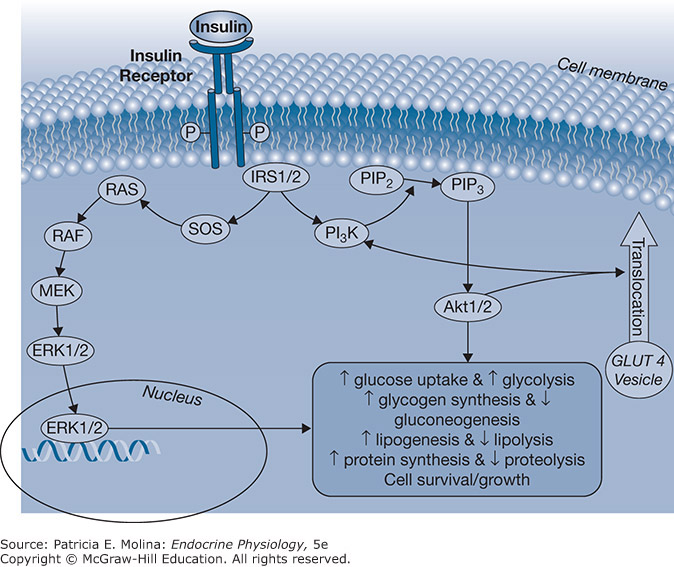 Insulin
Insulin
Receptor
Cell membrane
P
P
IRS1/2
PIP2
PIP3
RAS
SOS
PI3K
RAF
MEK
Akt1/2
Translocation
ERK1/2
GLUT 4
Vesicle
Nucleus
ERK1/2
↑ glucose uptake & ↑ glycolysis
↑ glycogen synthesis & ↓
gluconeogenesis
↑ lipogenesis & ↓ lipolysis
↑ protein synthesis & ↓ proteolysis
Cell survival/growth
Source: Patricia E. Molina: Endocrine Physiology, 5e
Copyright © McGraw-Hill Education. All rights reserved.